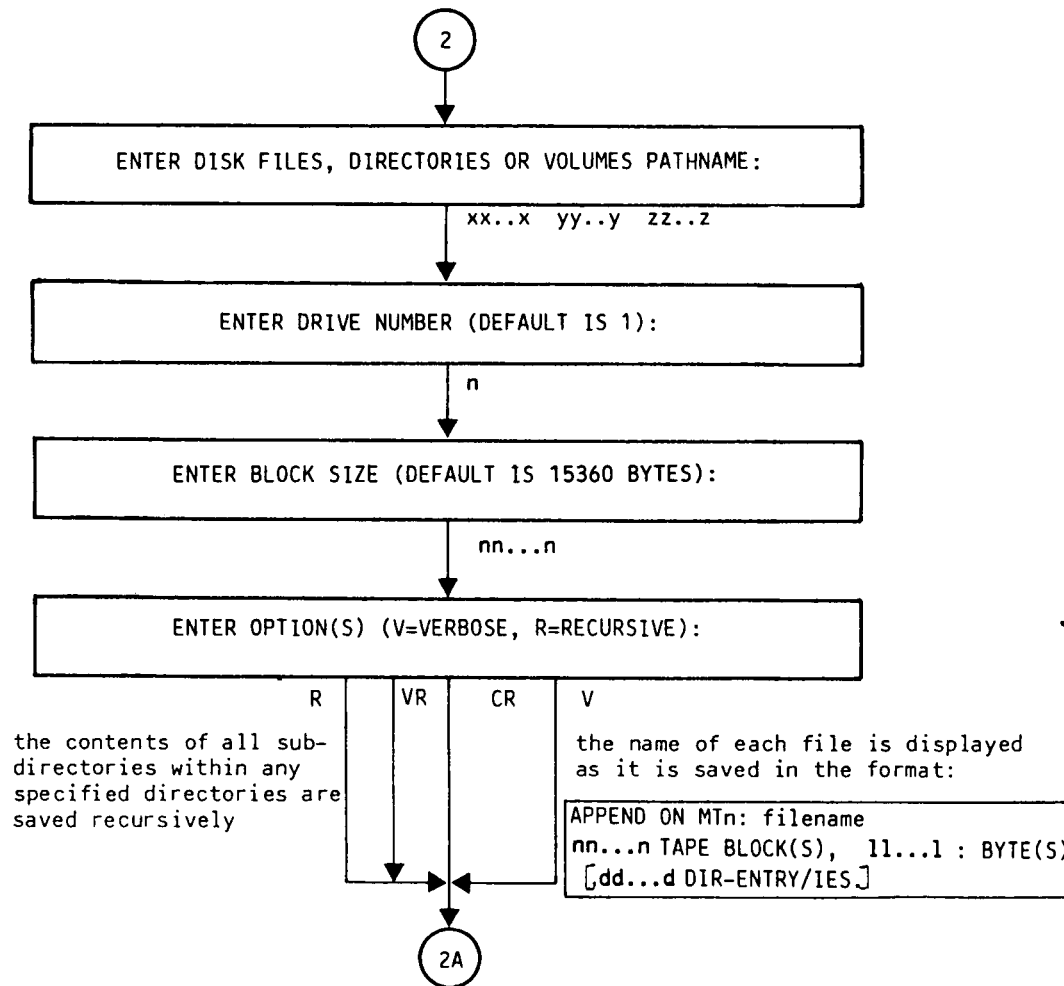 2
ENTER DISK FILES, DIRECTORIES OR VOLUMES PATHNAME:
xx..x yy..y zz..z
ENTER DRIVE NUMBER (DEFAULT IS 1):
n
ENTER BLOCK SIZE (DEFAULT IS 15360 BYTES):
nn...n
ENTER OPTION(S) (V=VERBOSE, R=RECURSIVE):
R VR CR V
the contents of all sub-
directories within any
specified directories are
saved recursively
the name of each file is displayed
as it is saved in the format:
APPEND ON MTn: filename
nn...n TAPE BLOCK(S), ll...l : BYTE(S)
[dd...d DIR-ENTRY/IES.]
2A